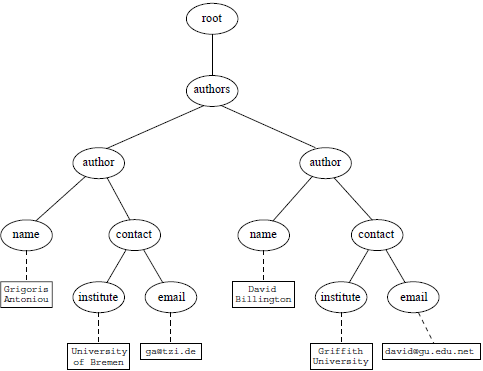 root
authors
author
author
name
contact
name
contact
Grigoris
Antoniou
institute
email
David
Billington
institute
email
University
of Bremen
ga@tzi.de
Griffith
University
david@gu.edu.net